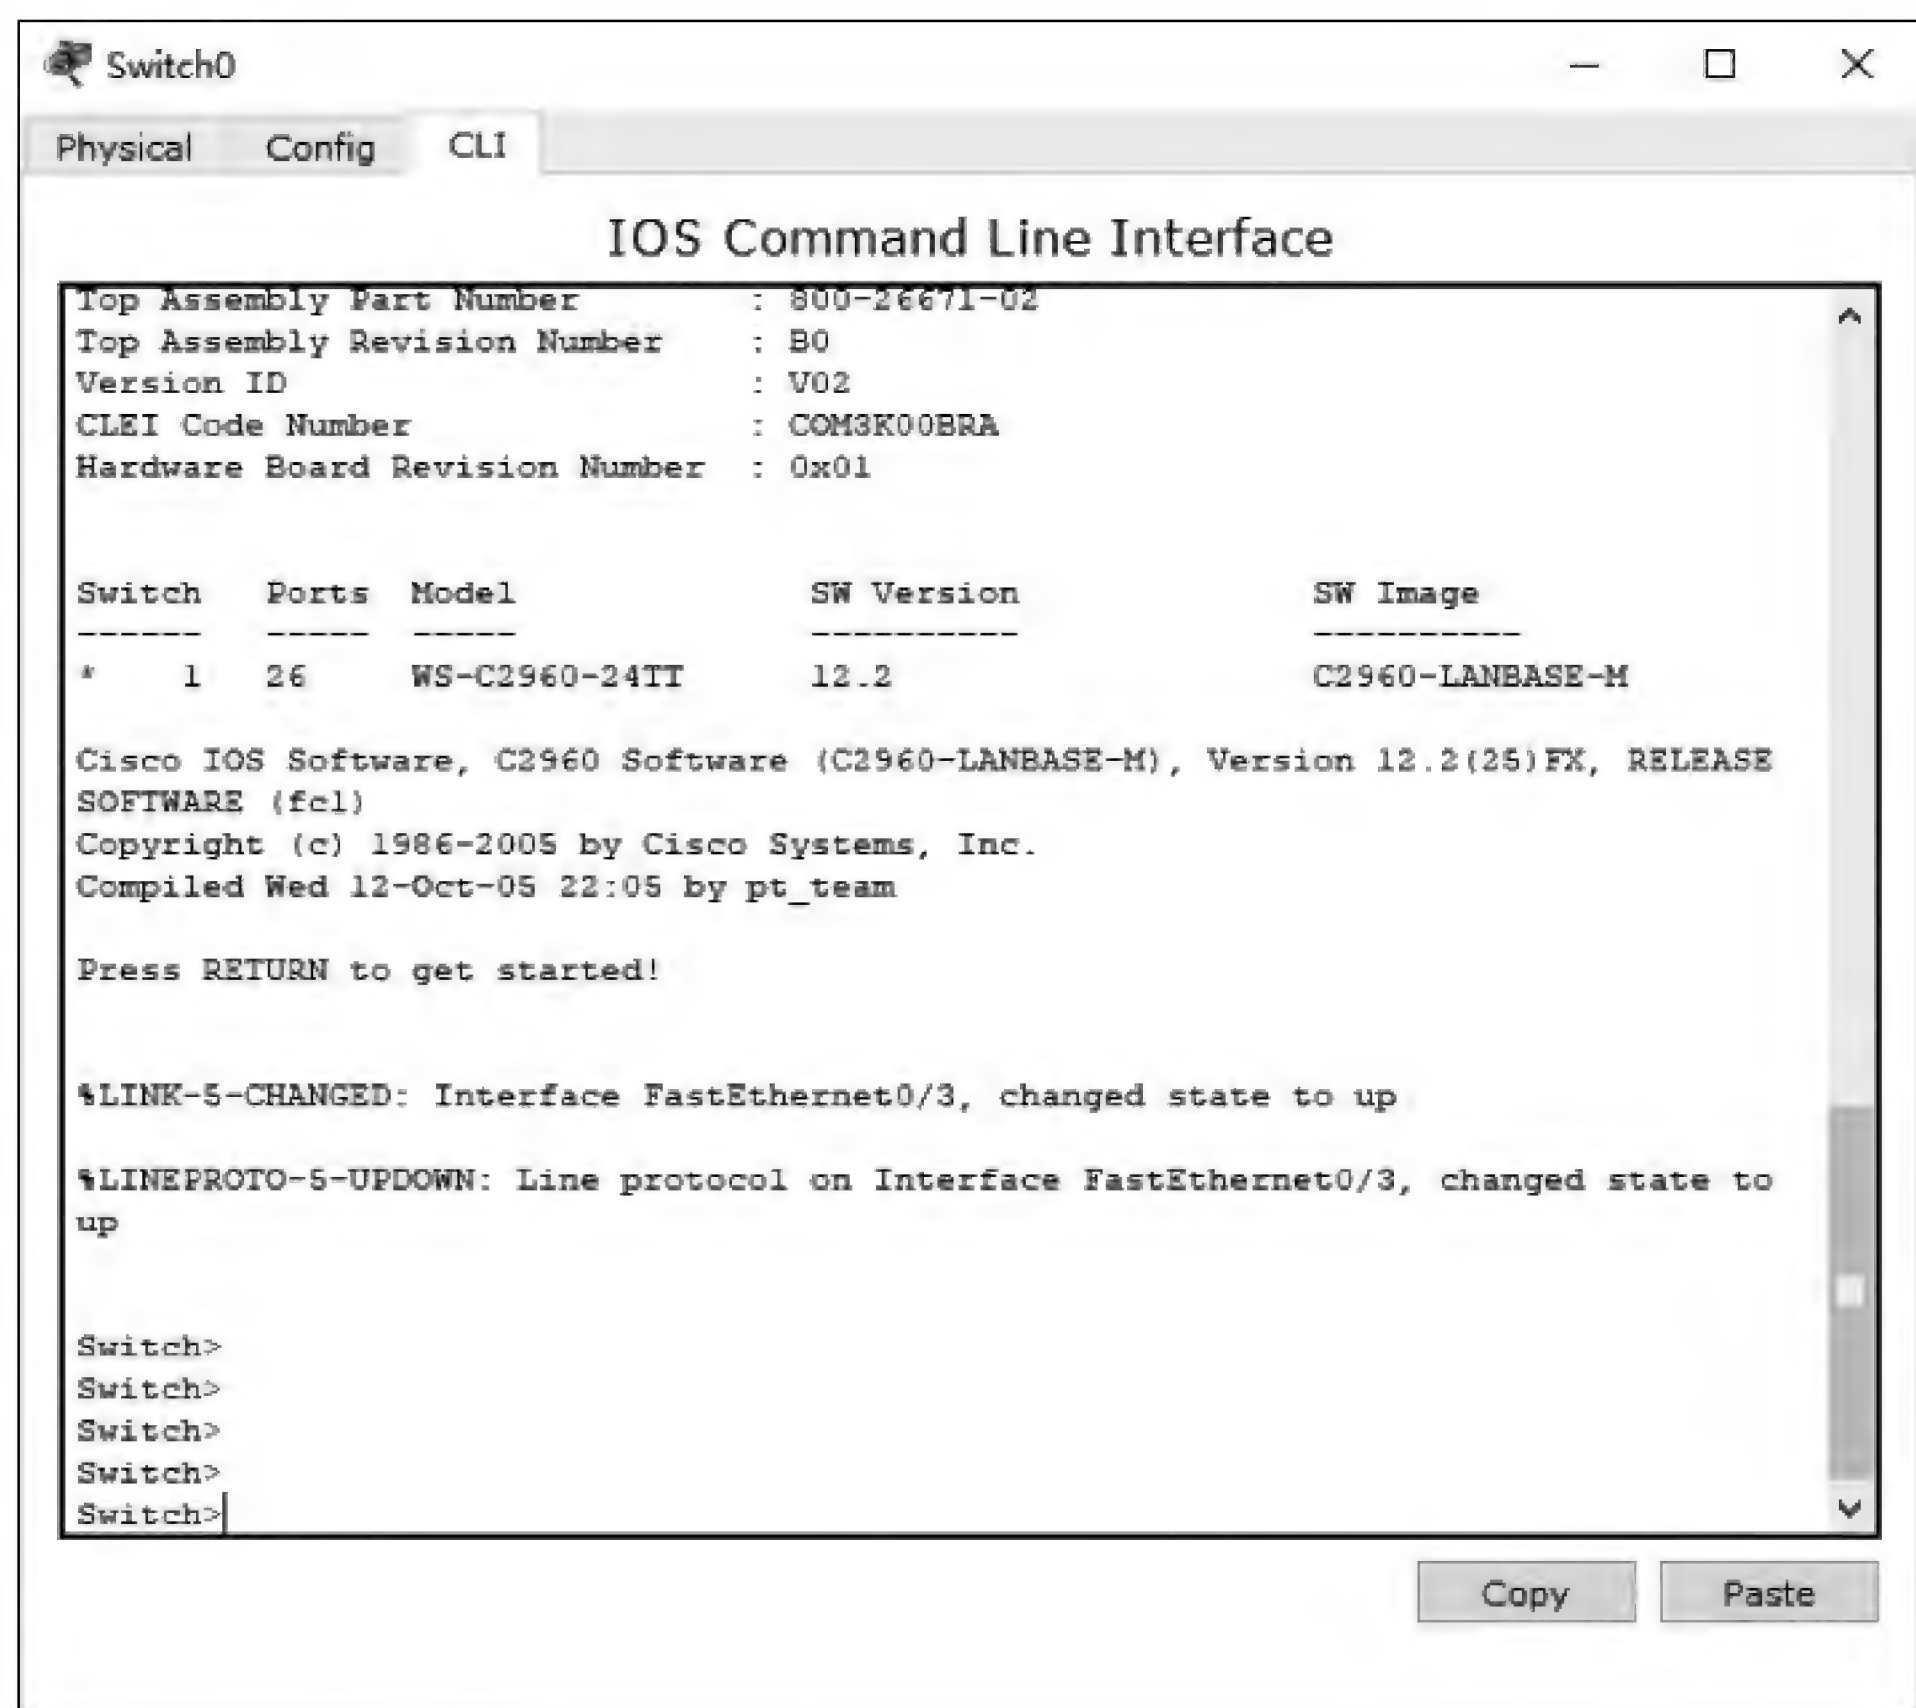 Switch0
Physical Config CLI
IOS Command Line Interface
Top Assembly Part Number : 800-26671-02
Top Assembly Revision Number : B0
Version ID : V02
CLEI Code Number : COM3K00BRA
Hardware Board Revision Number : 0x01
Switch Ports Model SW Version SW Image
------ ----- ----- ---------- ----------
* 1 26 WS-C2960-24TT 12.2 C2960-LANBASE-M
Cisco IOS Software, C2960 Software (C2960-LANBASE-M), Version 12.2(25)FX, RELEASE
SOFTWARE (fc1)
Copyright (c) 1986-2005 by Cisco Systems, Inc.
Compiled Wed 12-Oct-05 22:05 by pt_team
Press RETURN to get started!
%LINK-5-CHANGED: Interface FastEthernet0/3, changed state to up
%LINEPROTO-5-UPDOWN: Line protocol on Interface FastEthernet0/3, changed state to
up
Switch>
Switch>
Switch>
Switch>
Switch>
Copy Paste